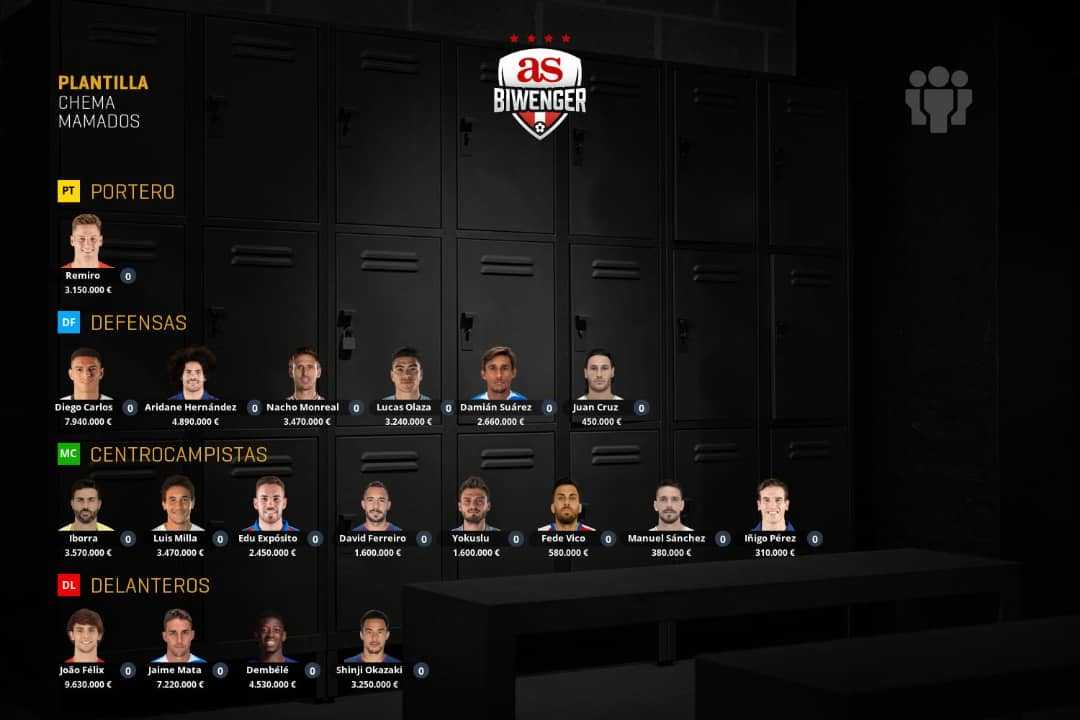 as
BIWENGER
PLANTILLA
CHEMA
MAMADOS
PT PORTERO
Remiro 0
3.150.000 €
DF DEFENSAS
Diego Carlos 0 Aridane Hernández 0 Nacho Monreal 0 Lucas Olaza 0 Damián Suárez 0 Juan Cruz 0
7.940.000 € 4.890.000 € 3.470.000 € 3.240.000 € 2.660.000 € 450.000 €
MC CENTROCAMPISTAS
Iborra 0 Luis Milla 0 Edu Expósito 0 David Ferreiro 0 Yokuslu 0 Fede Vico 0 Manuel Sánchez 0 Iñigo Pérez 0
3.570.000 € 3.470.000 € 2.450.000 € 1.600.000 € 1.600.000 € 580.000 € 380.000 € 310.000 €
DL DELANTEROS
João Félix 0 Jaime Mata 0 Dembélé 0 Shinji Okazaki 0
9.630.000 € 7.220.000 € 4.530.000 € 3.250.000 €